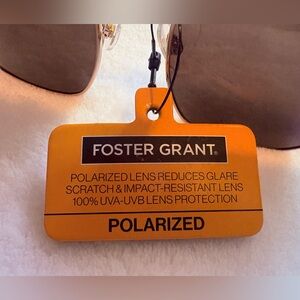 FOSTER GRANT
POLARIZED LENS REDUCES GLARE
SCRATCH & IMPACT-RESISTANT LENS
100% UVA-UVB LENS PROTECTION
POLARIZED